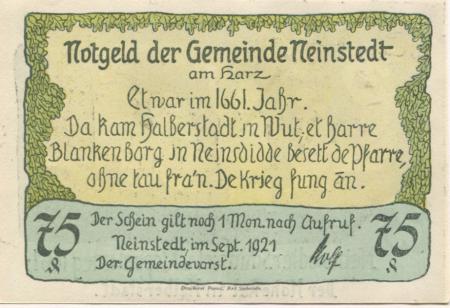 Notgeld der Gemeinde Neinstedt
am Harz
Et war im 1661. Jahr.
Da kam Halberstadt in Wut, et harre
Blankenborg in Neinsdidde besett de Pfarre,
ohne tau fra'n. De Krieg fung än.
75 Der Schein gilt noch 1 Mon. nach Aufruf. 75
Neinstedt, im Sept. 1921
Der Gemeindevorst.